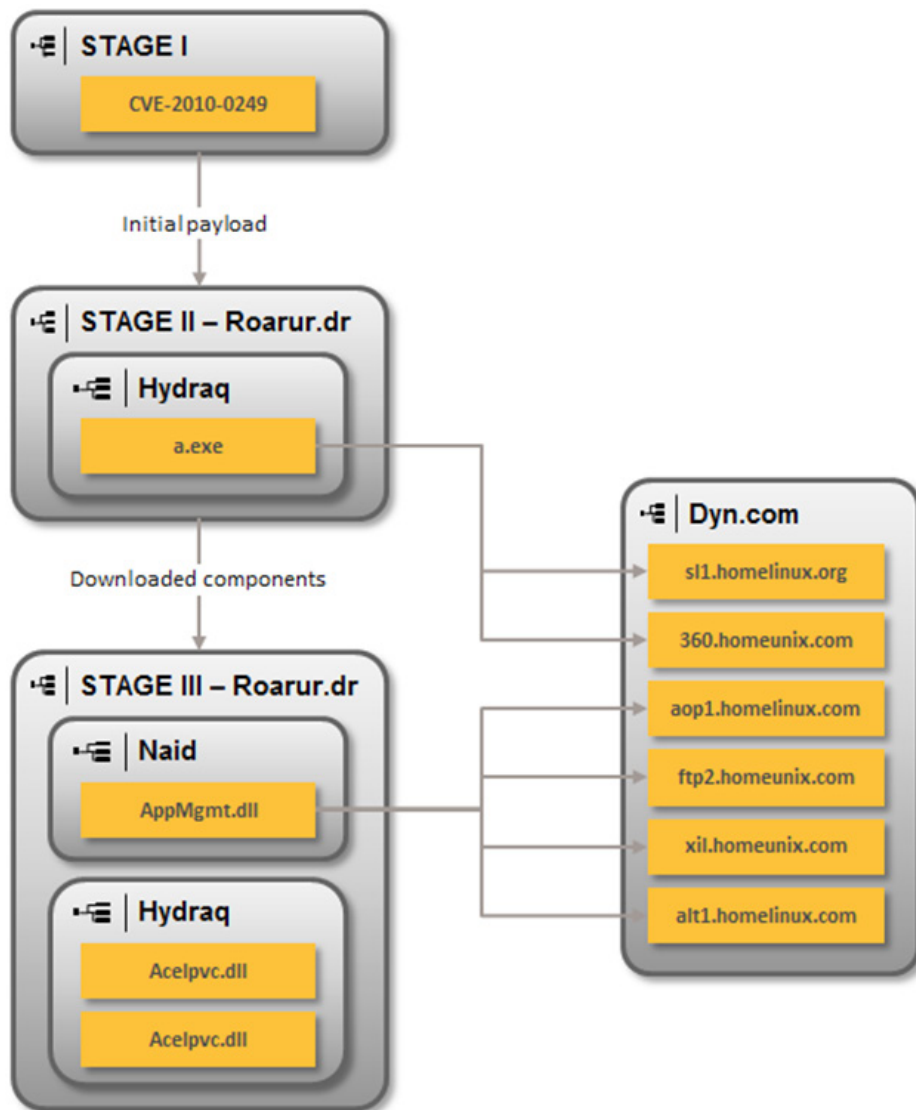 STAGE I
CVE-2010-0249
Initial payload
STAGE II – Roarur.dr
Hydraq
a.exe
Downloaded components
STAGE III – Roarur.dr
Naid
AppMgmt.dll
Hydraq
Acelpvc.dll
Acelpvc.dll
Dyn.com
sl1.homelinux.org
360.homeunix.com
aop1.homelinux.com
ftp2.homeunix.com
xil.homeunix.com
alt1.homelinux.com